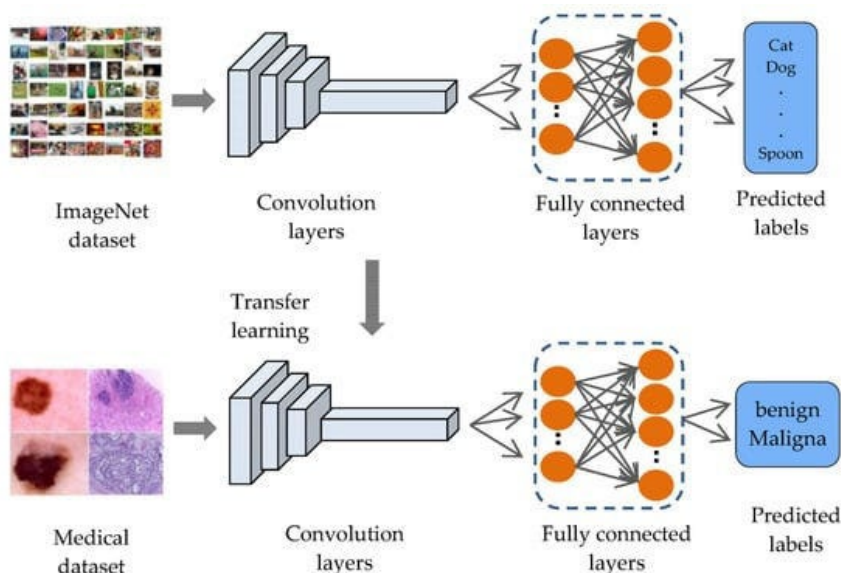 Cat
Dog
.
.
.
Spoon
ImageNet
dataset
Convolution
layers
Fully connected
layers
Predicted
labels
Transfer
learning
benign
Maligna
Medical
dataset
Convolution
layers
Fully connected
layers
Predicted
labels